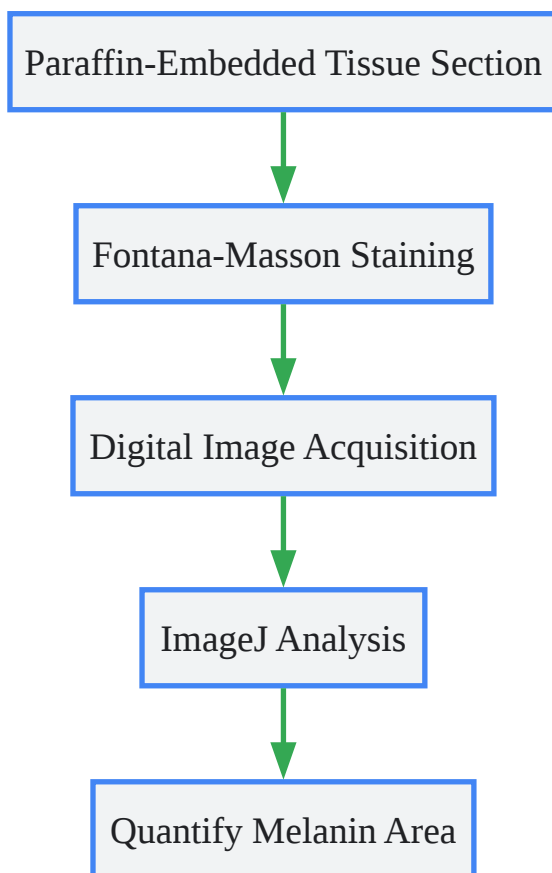 Paraffin-Embedded Tissue Section
Fontana-Masson Staining
Digital Image Acquisition
ImageJ Analysis
Quantify Melanin Area